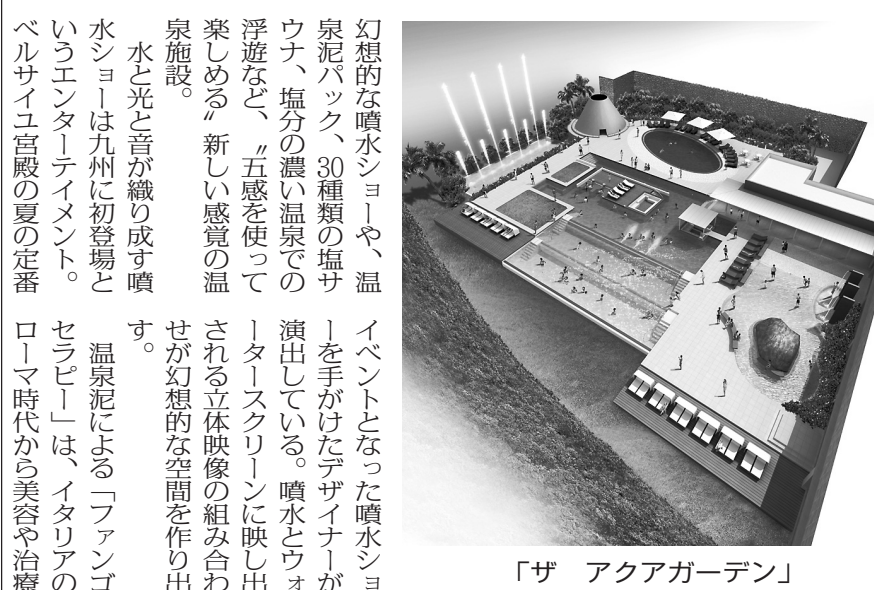 幻想的な噴水ショーや、温
泉泥パック、30種類の塩サ
ウナ、塩分の濃い温泉での
浮遊など、〝五感を使って
楽しめる〟新しい感覚の温
泉施設。
水と光と音が織り成す噴
水ショーは九州に初登場と
いうエンターテイメント。
ベルサイユ宮殿の夏の定番
イベントとなった噴水ショ
ーを手がけたデザイナーが
演出している。噴水とウォ
ータースクリーンに映し出
される立体映像の組み合わ
せが幻想的な空間を作り出
す。
温泉泥による「ファンゴ
セラピー」は、イタリアの
ローマ時代から美容や治療
「ザ　アクアガーデン」